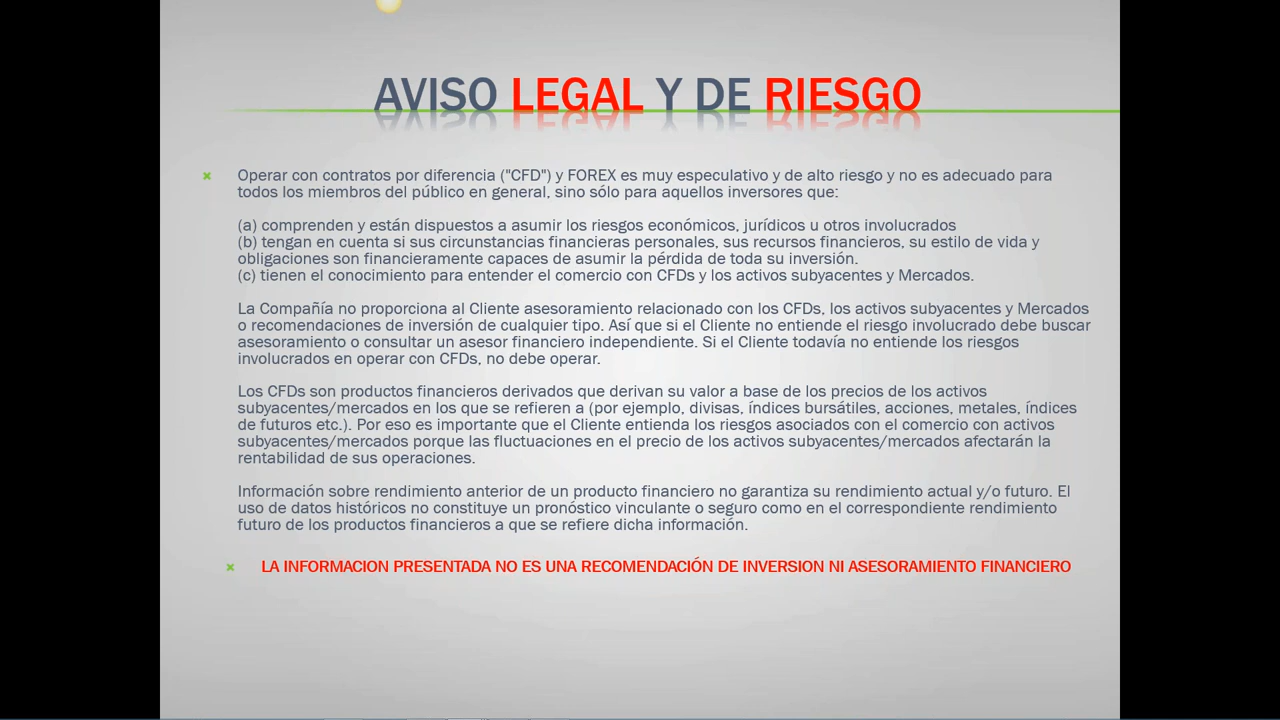 AVISO LEGAL Y DE RIESGO
Operar con contratos por diferencia ("CFD") y FOREX es muy especulativo y de alto riesgo y no es adecuado para
todos los miembros del público en general, sino sólo para aquellos inversores que:
(a) comprenden y están dispuestos a asumir los riesgos económicos, jurídicos u otros involucrados
(b) tengan en cuenta si sus circunstancias financieras personales, sus recursos financieros, su estilo de vida y
obligaciones son financieramente capaces de asumir la pérdida de toda su inversión.
(c) tienen el conocimiento para entender el comercio con CFDs y los activos subyacentes y Mercados.
La Compañía no proporciona al Cliente asesoramiento relacionado con los CFDs, los activos subyacentes y Mercados
o recomendaciones de inversión de cualquier tipo. Así que si el Cliente no entiende el riesgo involucrado debe buscar
asesoramiento o consultar un asesor financiero independiente. Si el Cliente todavía no entiende los riesgos
involucrados en operar con CFDs, no debe operar.
Los CFDs son productos financieros derivados que derivan su valor a base de los precios de los activos
subyacentes/mercados en los que se refieren a (por ejemplo, divisas, índices bursátiles, acciones, metales, índices
de futuros etc.). Por eso es importante que el Cliente entienda los riesgos asociados con el comercio con activos
subyacentes/mercados porque las fluctuaciones en el precio de los activos subyacentes/mercados afectarán la
rentabilidad de sus operaciones.
Información sobre rendimiento anterior de un producto financiero no garantiza su rendimiento actual y/o futuro. El
uso de datos históricos no constituye un pronóstico vinculante o seguro como en el correspondiente rendimiento
futuro de los productos financieros a que se refiere dicha información.
LA INFORMACION PRESENTADA NO ES UNA RECOMENDACIÓN DE INVERSION NI ASESORAMIENTO FINANCIERO